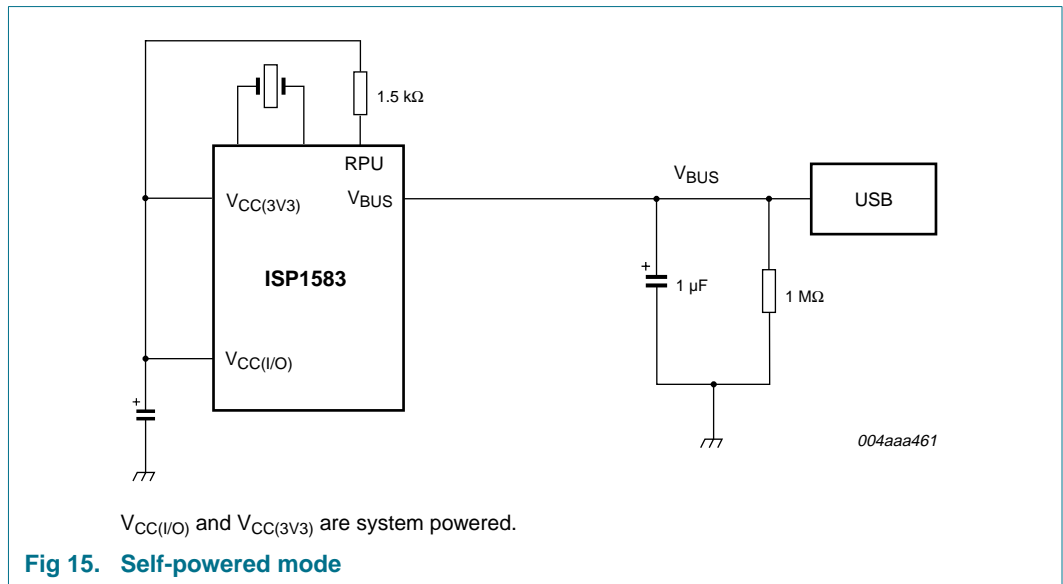 1.5 kΩ
RPU
VCC(3V3)
VBUS
VBUS
USB
ISP1583
+
1 µF
1 MΩ
VCC(I/O)
+
004aaa461
VCC(I/O) and VCC(3V3) are system powered.
Fig 15. Self-powered mode